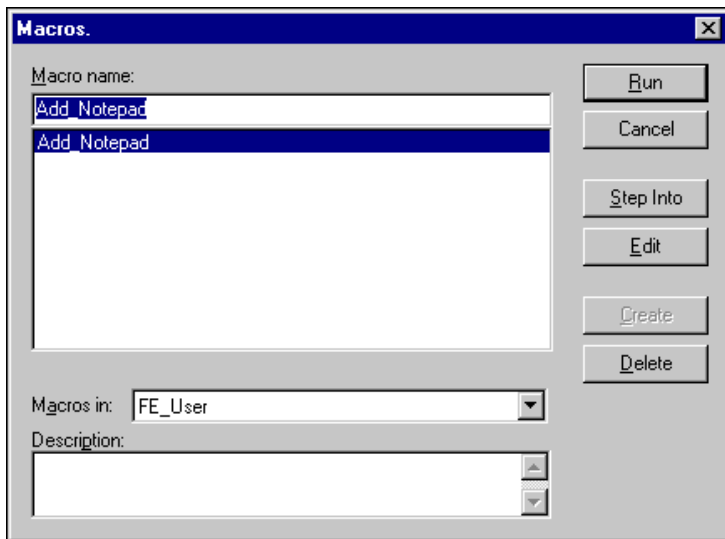 Macros.
Macro name:
Add_Notepad
Add_Notepad
Run
Cancel
Step Into
Edit
Create
Delete
Macros in:
FE_User
Description: